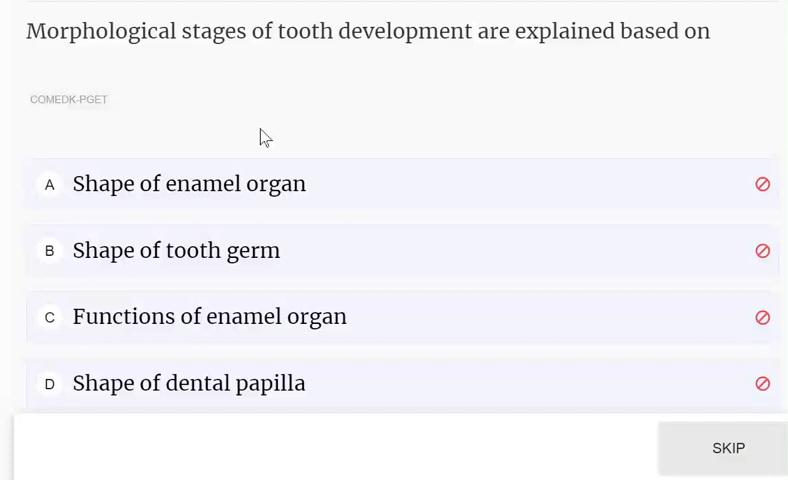 Morphological stages of tooth development are explained based on
COMEDK-PGET
A Shape of enamel organ
B Shape of tooth germ
C Functions of enamel organ
D Shape of dental papilla
SKIP